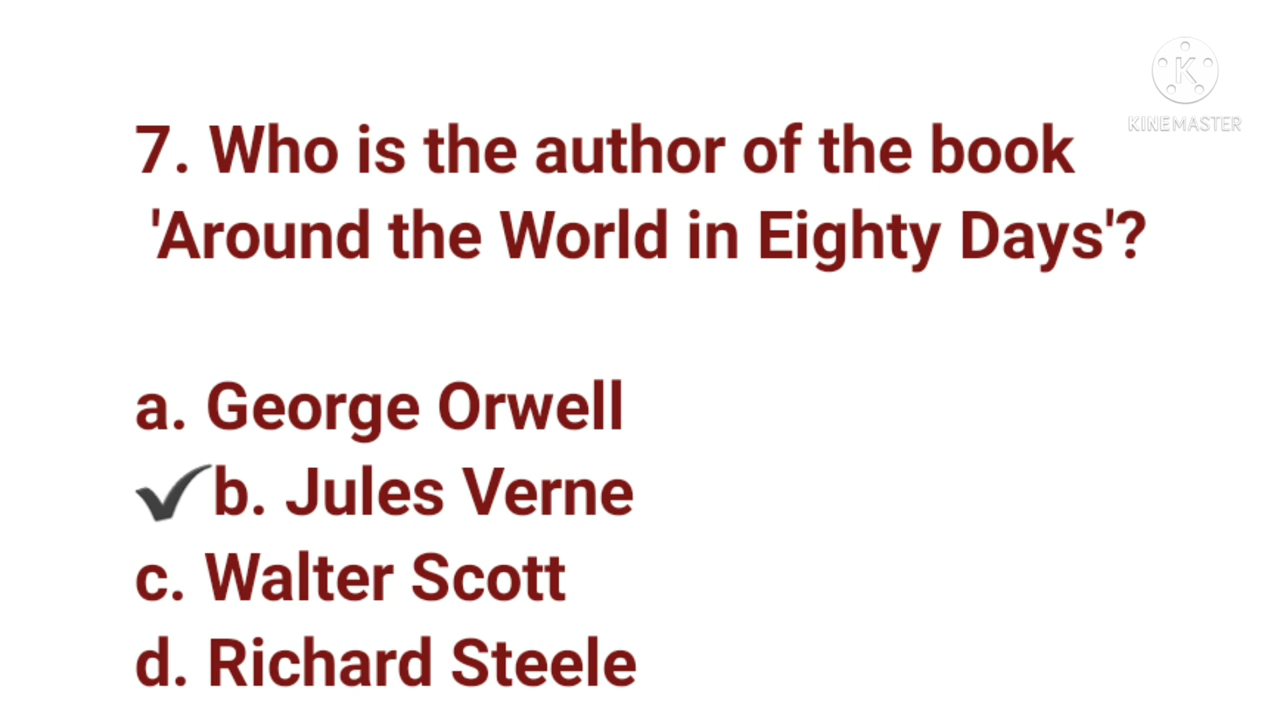 KINEMASTER
7. Who is the author of the book
'Around the World in Eighty Days'?
a. George Orwell
✔b. Jules Verne
c. Walter Scott
d. Richard Steele